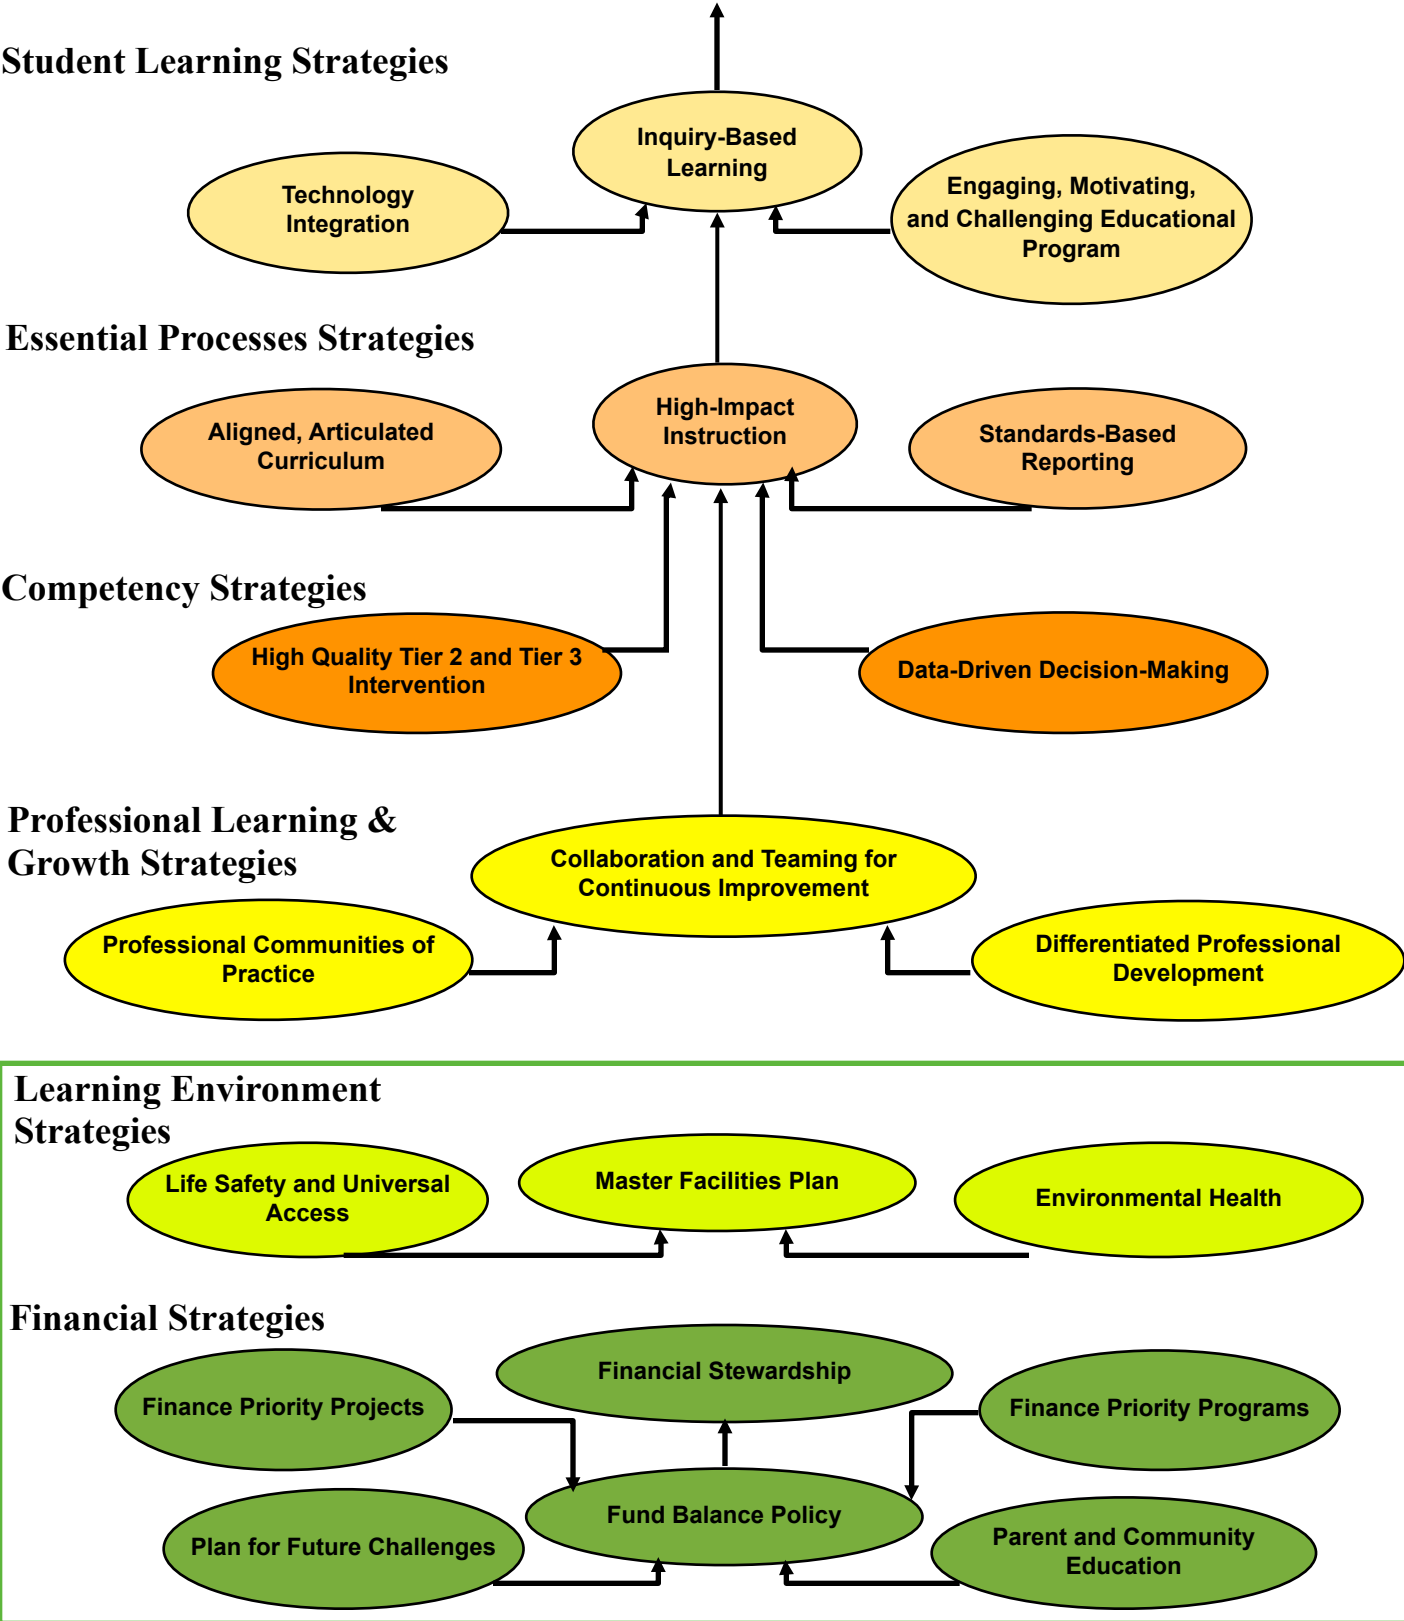 Student Learning Strategies
Inquiry-Based
Learning
Technology
Integration
Engaging, Motivating,
and Challenging Educational
Program
Essential Processes Strategies
High-Impact
Instruction
Aligned, Articulated
Curriculum
Standards-Based
Reporting
Competency Strategies
High Quality Tier 2 and Tier 3
Intervention
Data-Driven Decision-Making
Professional Learning &
Growth Strategies
Collaboration and Teaming for
Continuous Improvement
Professional Communities of
Practice
Differentiated Professional
Development
Learning Environment
Strategies
Life Safety and Universal
Access
Master Facilities Plan
Environmental Health
Financial Strategies
Financial Stewardship
Finance Priority Projects
Finance Priority Programs
Fund Balance Policy
Plan for Future Challenges
Parent and Community
Education